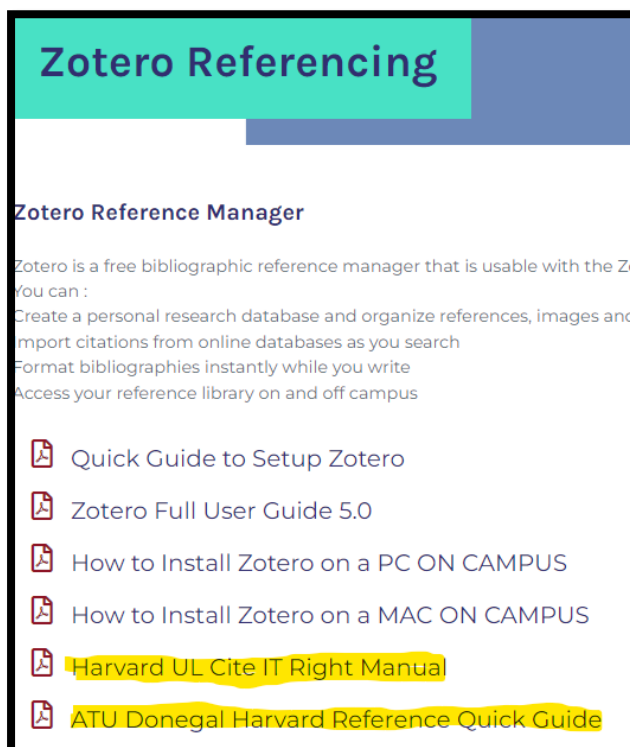 Zotero Referencing
Zotero Reference Manager
Zotero is a free bibliographic reference manager that is usable with the
You can :
Create a personal research database and organize references, images
import citations from online databases as you search
Format bibliographies instantly while you write
Access your reference library on and off campus
Quick Guide to Setup Zotero
Zotero Full User Guide 5.0
How to Install Zotero on a PC ON CAMPUS
How to Install Zotero on a MAC ON CAMPUS
Harvard UL Cite IT Right Manual
ATU Donegal Harvard Reference Quick Guide